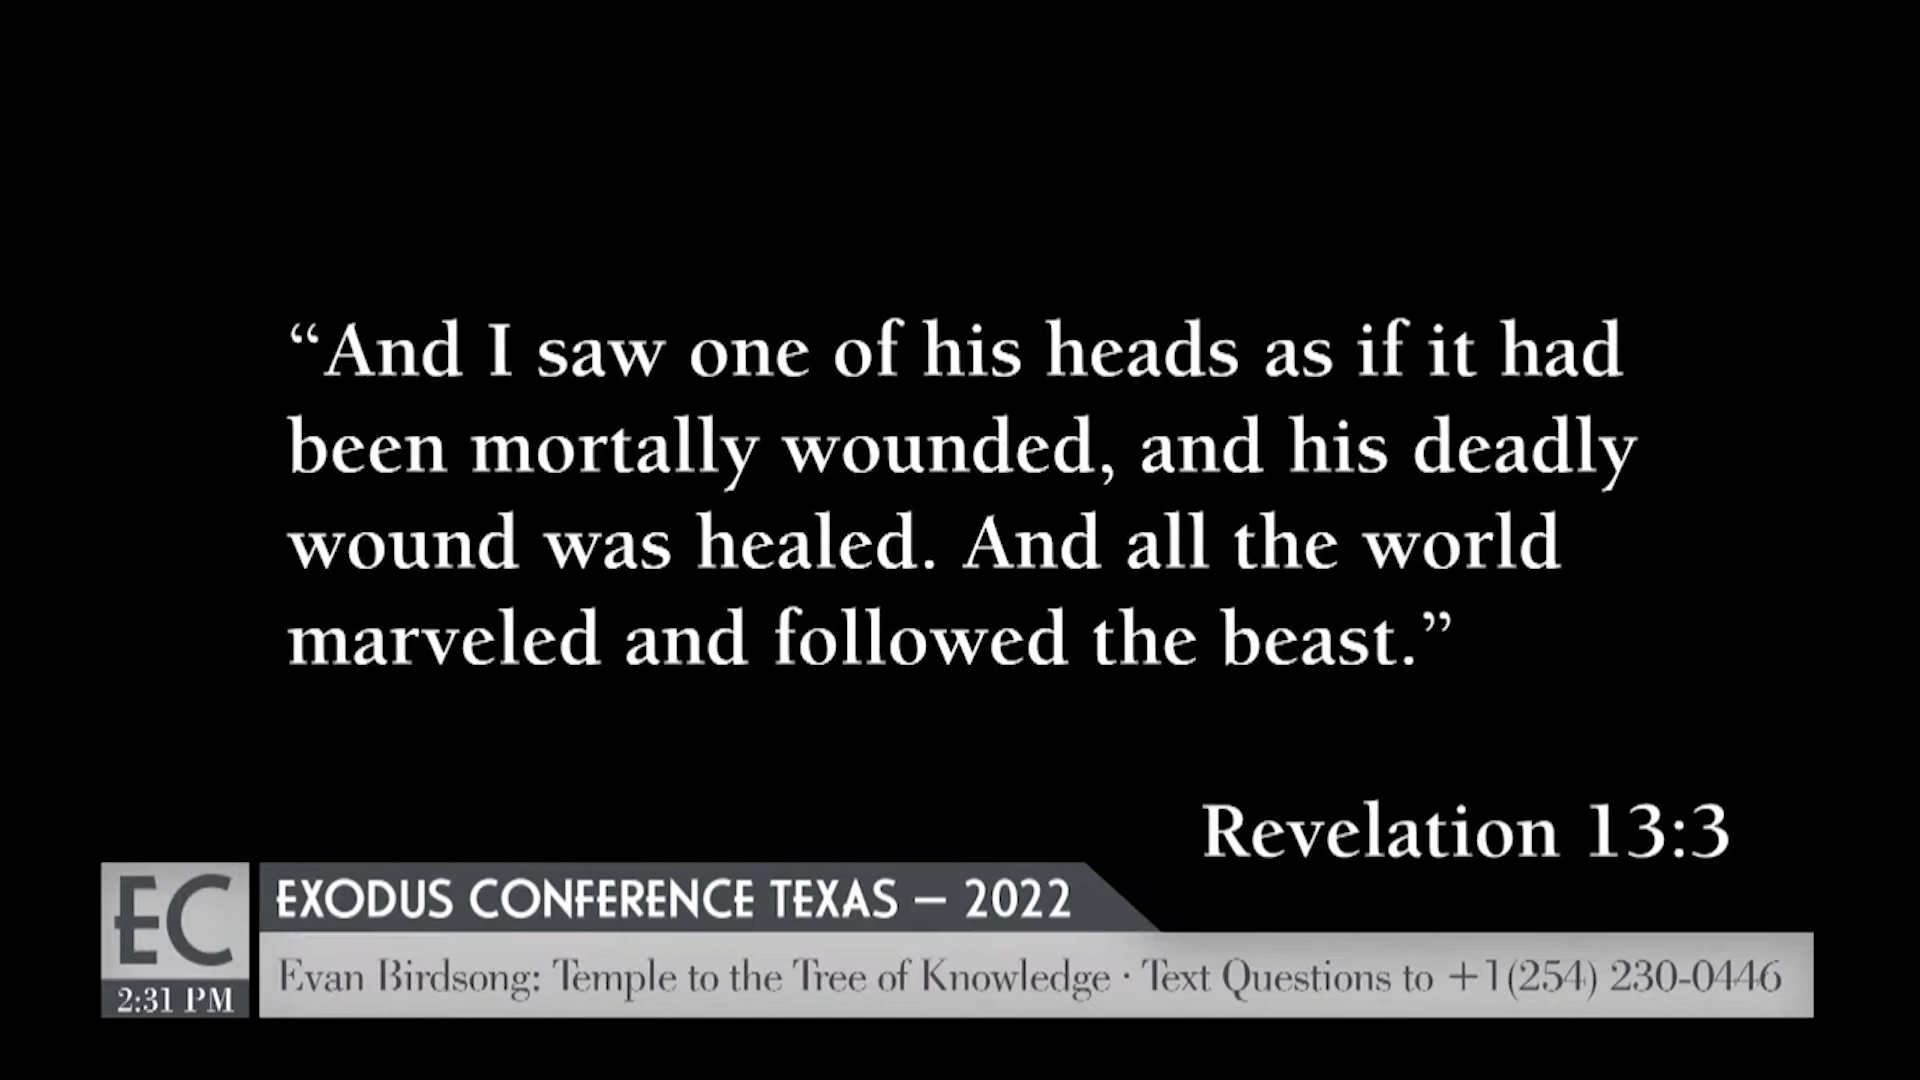 “And I saw one of his heads as if it had
been mortally wounded, and his deadly
wound was healed. And all the world
marveled and followed the beast.”
Revelation 13:3
EC
EXODUS CONFERENCE TEXAS – 2022
Evan Birdsong: Temple to the Tree of Knowledge · Text Questions to +1(254) 230-0446
2:31 PM